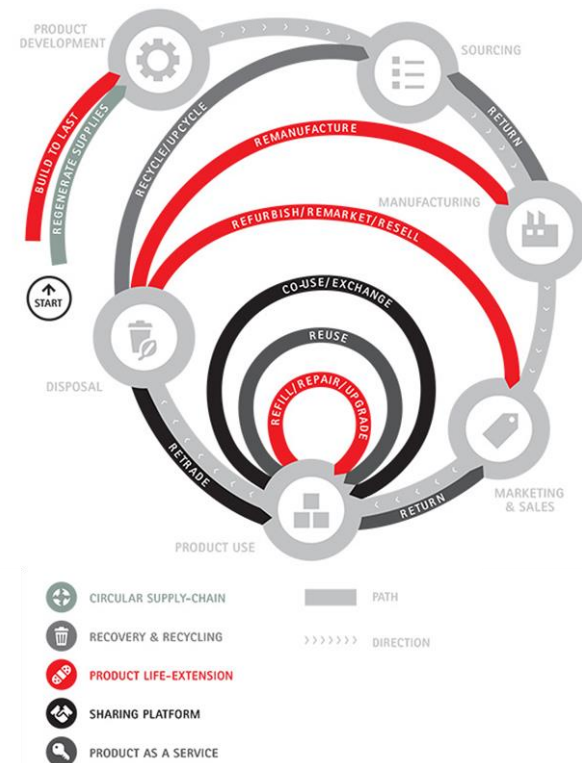 PRODUCT
DEVELOPMENT
SOURCING
BUILD TO LAST
REGENERATE SUPPLIES
RECYCLE/UPCYCLE
RETURN
REMANUFACTURE
MANUFACTURING
REFURBISH/REMARKET/RESELL
START
CO-USE/EXCHANGE
REUSE
REFILL/REPAIR/UPGRADE
DISPOSAL
RETRADE
MARKETING
& SALES
RETURN
PRODUCT USE
CIRCULAR SUPPLY-CHAIN
PATH
RECOVERY & RECYCLING
DIRECTION
PRODUCT LIFE-EXTENSION
SHARING PLATFORM
PRODUCT AS A SERVICE